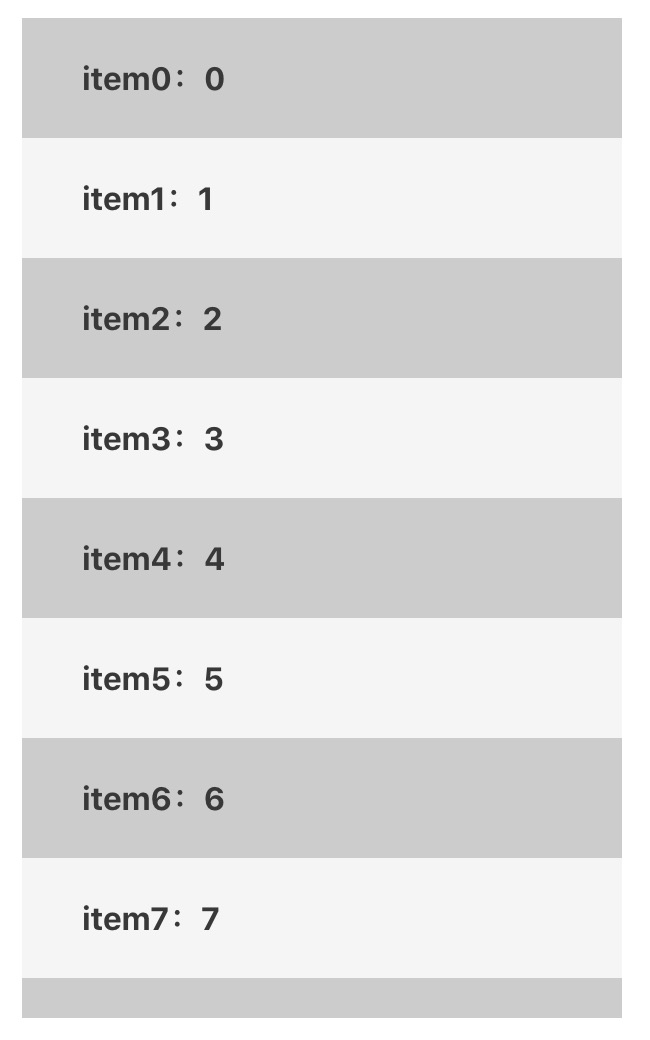 item0： 0
item1： 1
item2： 2
item3： 3
item4： 4
item5： 5
item6： 6
item7： 7